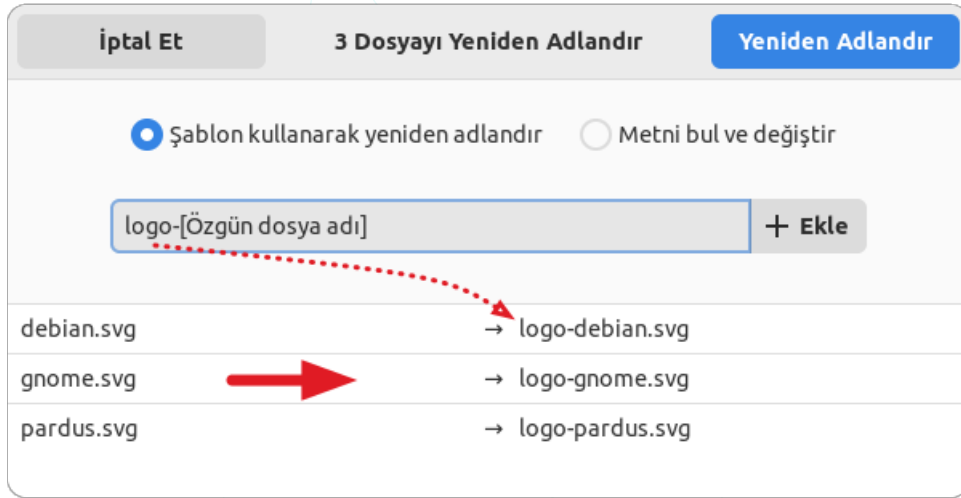 İptal Et 3 Dosyayı Yeniden Adlandır Yeniden Adlandır
Şablon kullanarak yeniden adlandır Metni bul ve değiştir
logo-[Özgün dosya adı] + Ekle
debian.svg → logo-debian.svg
gnome.svg → logo-gnome.svg
pardus.svg → logo-pardus.svg